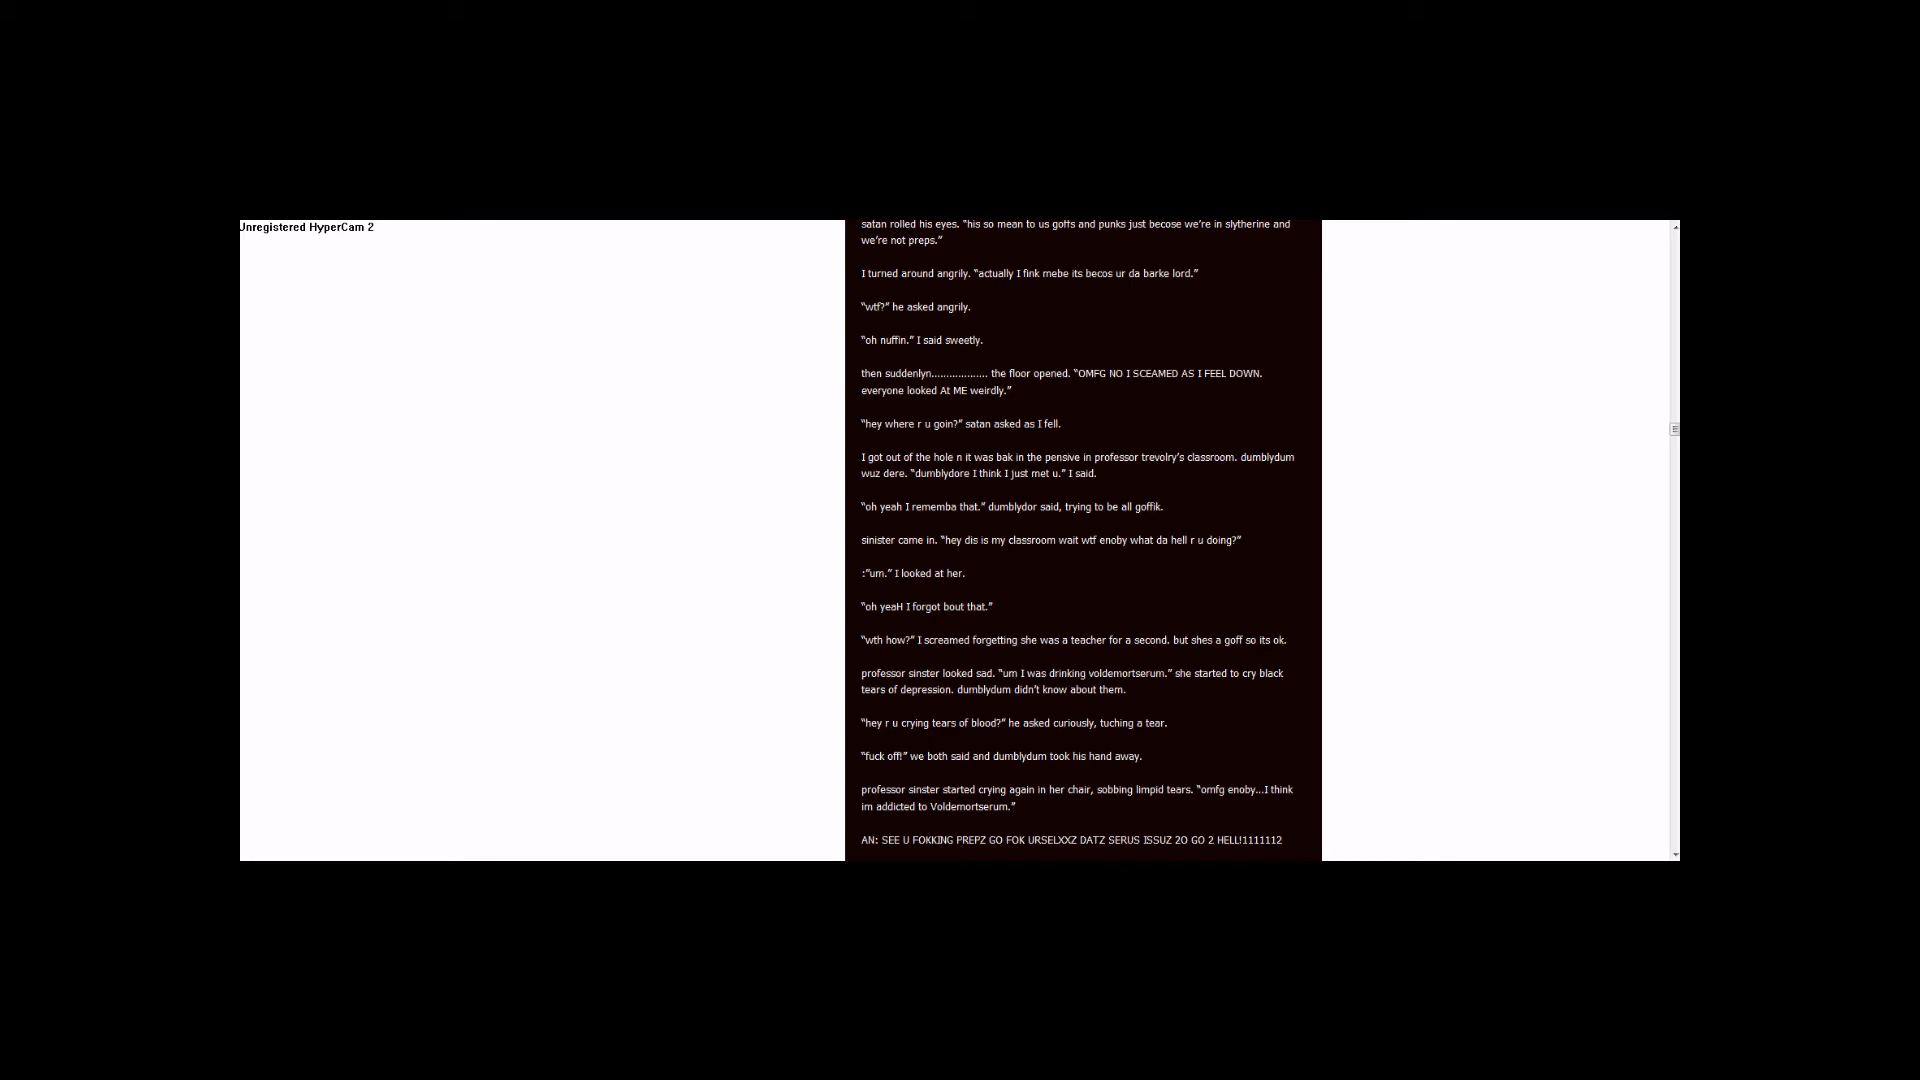 Unregistered HyperCam 2
satan rolled his eyes. “his so mean to us goffs and punks just becose we’re in slytherine and
we’re not preps.”
I turned around angrily. “actually I fink mebe its becos ur da barke lord.”
“wtf?” he asked angrily.
“oh nuffin.” I said sweetly.
then suddenlyn................... the floor opened. “OMFG NO I SCEAMED AS I FEEL DOWN.
everyone looked At ME weirdly.”
“hey where r u goin?” satan asked as I fell.
I got out of the hole n it was bak in the pensive in professor trevolry’s classroom. dumblydum
wuz dere. “dumblydore I think I just met u.” I said.
“oh yeah I rememba that.” dumblydor said, trying to be all goffik.
sinister came in. “hey dis is my classroom wait wtf enoby what da hell r u doing?”
:”um.” I looked at her.
“oh yeaH I forgot bout that.”
“wth how?” I screamed forgetting she was a teacher for a second. but shes a goff so its ok.
professor sinster looked sad. “um I was drinking voldemortserum.” she started to cry black
tears of depression. dumblydum didn’t know about them.
“hey r u crying tears of blood?” he asked curiously, tuching a tear.
“fuck off!” we both said and dumblydum took his hand away.
professor sinster started crying again in her chair, sobbing limpid tears. “omfg enoby...I think
im addicted to Voldemortserum.”
AN: SEE U FOKKING PREPZ GO FOK URSELXXZ DATZ SERUS ISSUZ 2O GO 2 HELL!1111112